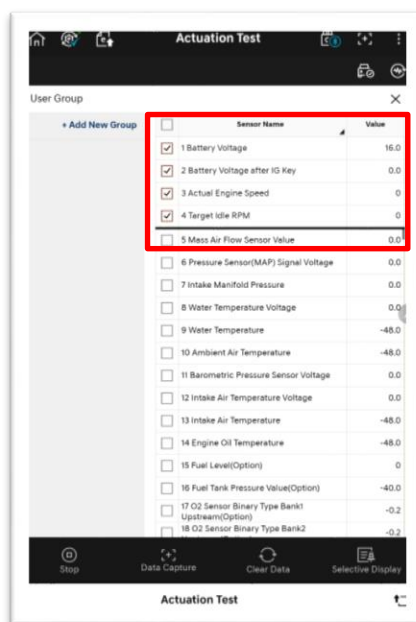 Actuation Test
User Group
+ Add New Group
Sensor Name Value
1 Battery Voltage 16.0
2 Battery Voltage after IG Key 0.0
3 Actual Engine Speed 0
4 Target Idle RPM 0
5 Mass Air Flow Sensor Value 0.0
6 Pressure Sensor(MAP) Signal Voltage 0.0
7 Intake Manifold Pressure 0.0
8 Water Temperature Voltage 0.0
9 Water Temperature -48.0
10 Ambient Air Temperature -48.0
11 Barometric Pressure Sensor Voltage 0.0
12 Intake Air Temperature Voltage 0.0
13 Intake Air Temperature -48.0
14 Engine Oil Temperature -48.0
15 Fuel Level(Option) 0
16 Fuel Tank Pressure Value(Option) -40.0
17 O2 Sensor Binary Type Bank1
Upstream(Option) -0.2
18 O2 Sensor Binary Type Bank2
-0.2
Stop Data Capture Clear Data Selective Display
Actuation Test